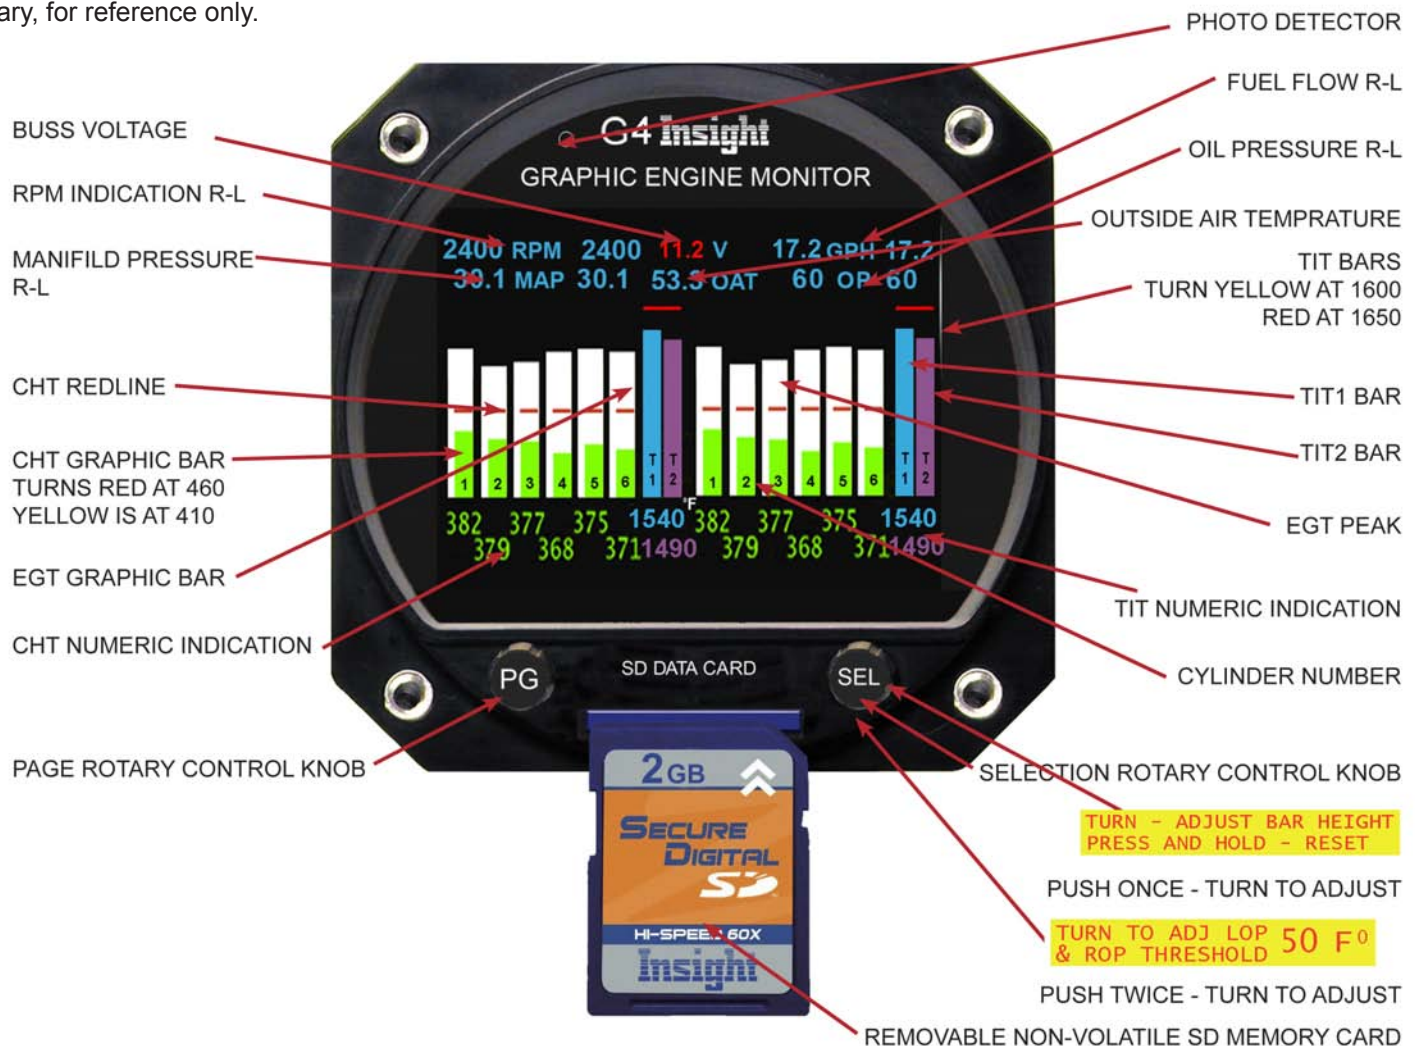 ary, for reference only.
PHOTO DETECTOR
FUEL FLOW R-L
BUSS VOLTAGE
OIL PRESSURE R-L
RPM INDICATION R-L
OUTSIDE AIR TEMPRATURE
MANIFILD PRESSURE
R-L
TIT BARS
TURN YELLOW AT 1600
RED AT 1650
CHT REDLINE
TIT1 BAR
CHT GRAPHIC BAR
TURNS RED AT 460
YELLOW IS AT 410
TIT2 BAR
EGT PEAK
EGT GRAPHIC BAR
TIT NUMERIC INDICATION
CHT NUMERIC INDICATION
CYLINDER NUMBER
PAGE ROTARY CONTROL KNOB
SELECTION ROTARY CONTROL KNOB
G4 Insight
GRAPHIC ENGINE MONITOR
2400 RPM 2400 11.2 V 17.2 GPH 17.2
30.1 MAP 30.1 53.3 OAT 60 OP 60
1 2 3 4 5 6 T1 T2 1 2 3 4 5 6 T1 T2
°F
382 377 375 1540 382 377 375 1540
379 368 371 1490 379 368 371 1490
PG
SD DATA CARD
SEL
2GB
SECURE
DIGITAL
SD
HI-SPEED 60X
Insight
TURN - ADJUST BAR HEIGHT
PRESS AND HOLD - RESET
PUSH ONCE - TURN TO ADJUST
TURN TO ADJ LOP
& ROP THRESHOLD 50 F⁰
PUSH TWICE - TURN TO ADJUST
REMOVABLE NON-VOLATILE SD MEMORY CARD